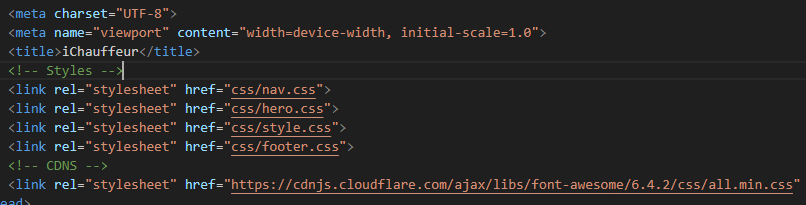 <meta charset="UTF-8">
<meta name="viewport" content="width=device-width, initial-scale=1.0">
<title>iChauffeur</title>
<!-- Styles -->
<link rel="stylesheet" href="css/nav.css">
<link rel="stylesheet" href="css/hero.css">
<link rel="stylesheet" href="css/style.css">
<link rel="stylesheet" href="css/footer.css">
<!-- CDNS -->
<link rel="stylesheet" href="https://cdnjs.cloudflare.com/ajax/libs/font-awesome/6.4.2/css/all.min.css"
ead>